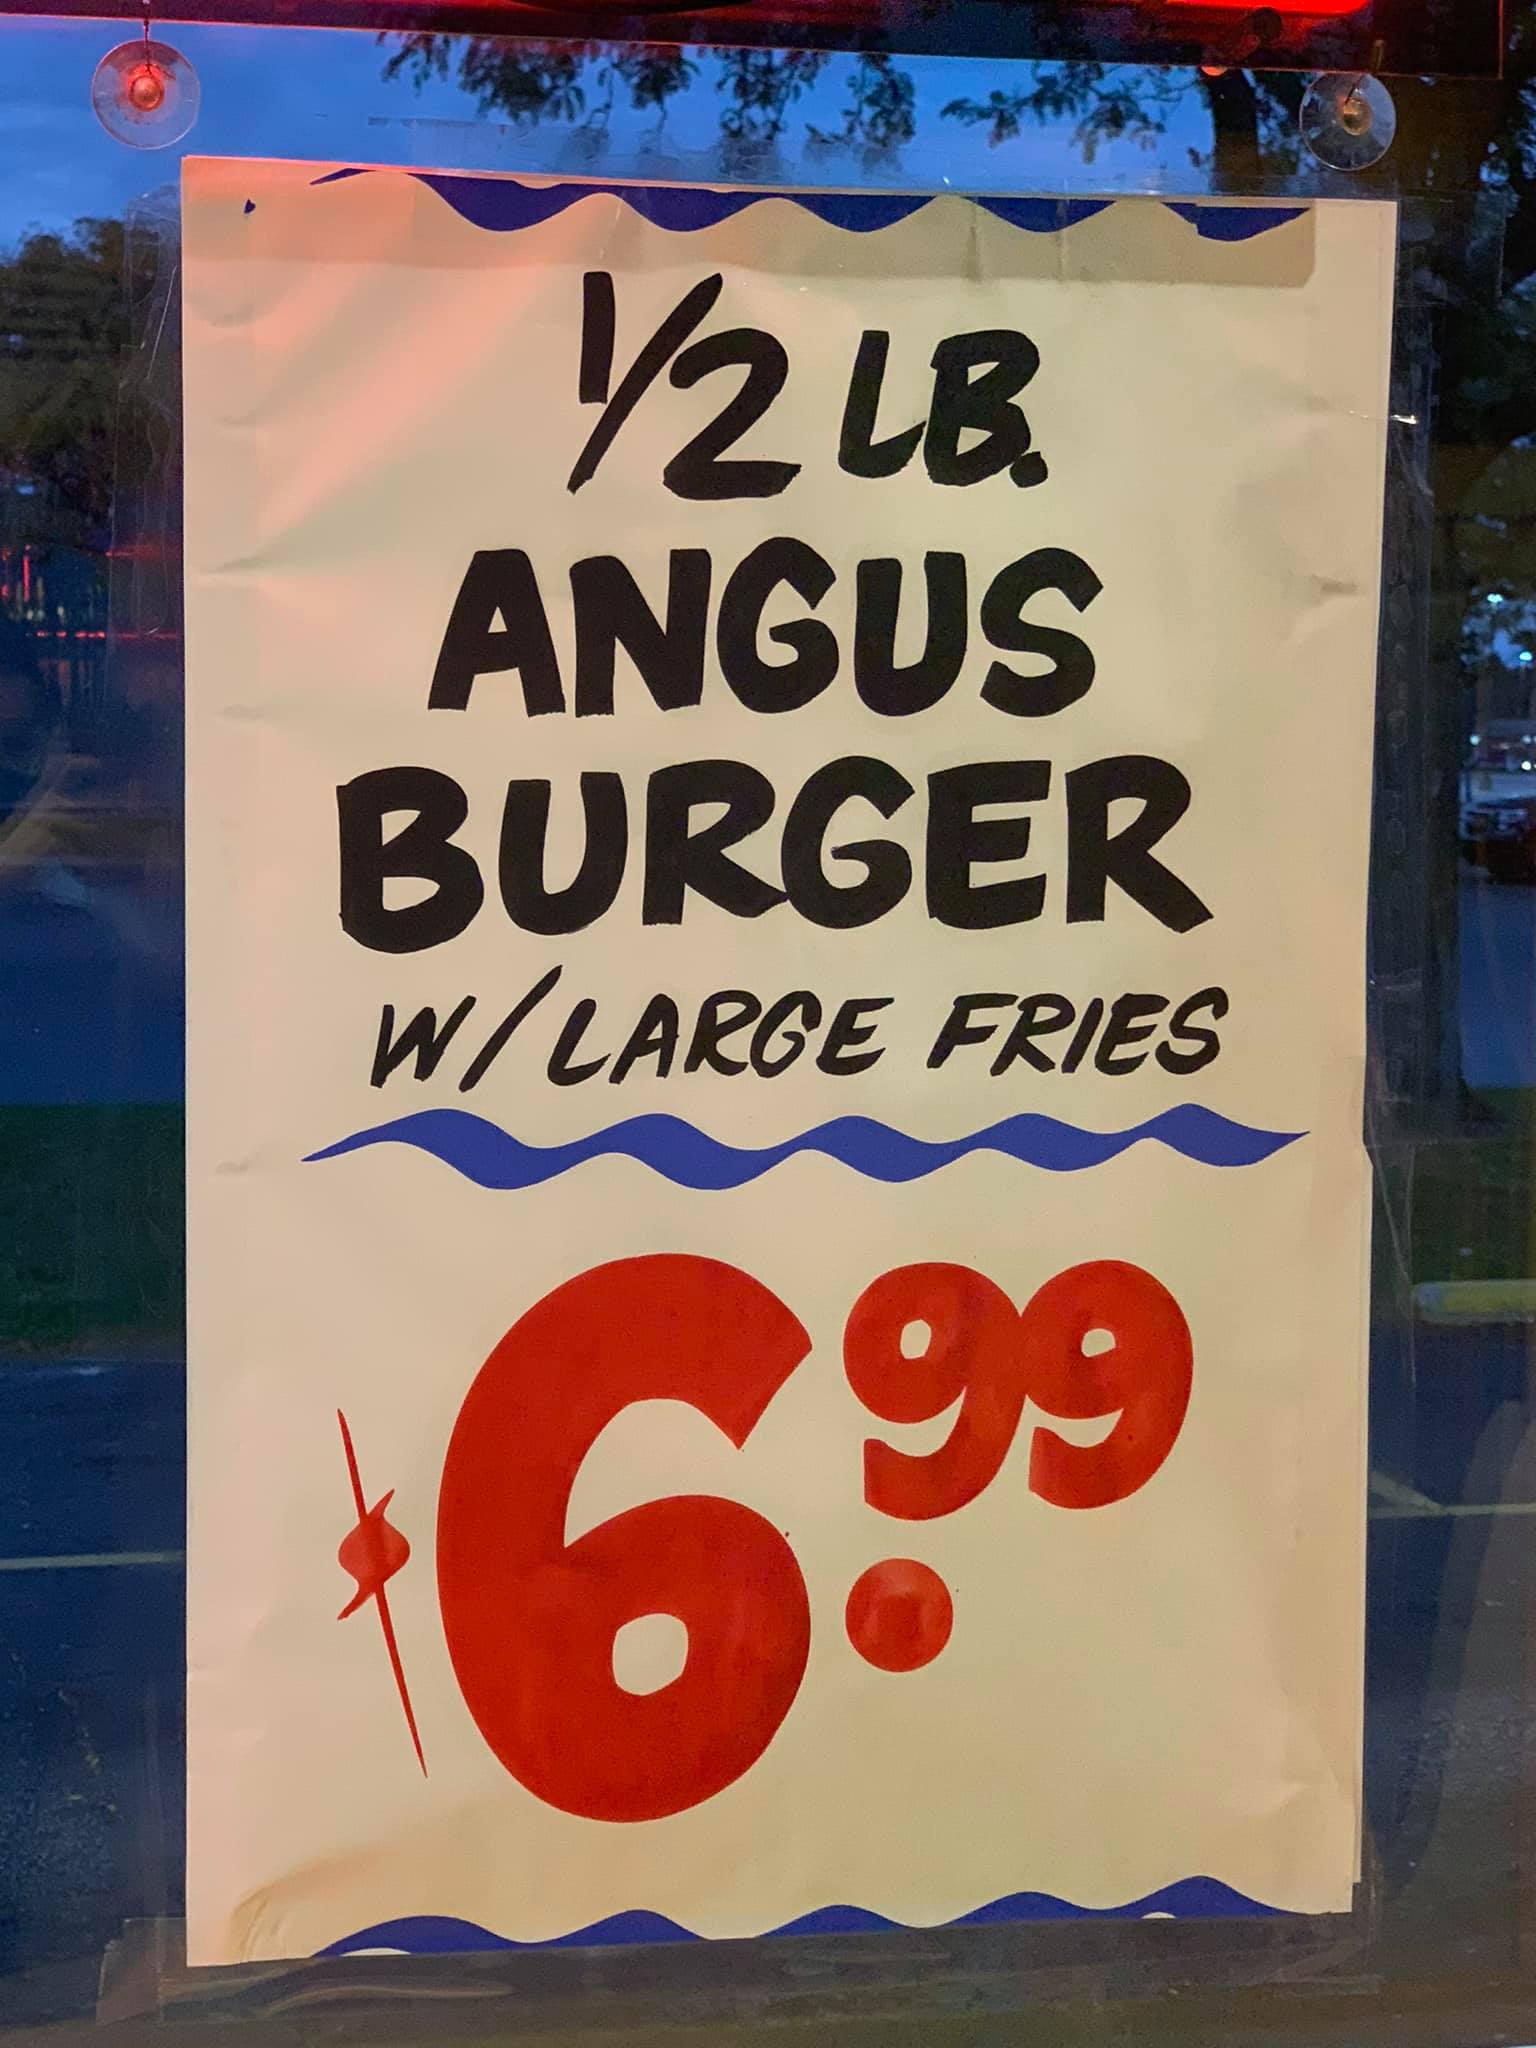 1/2 LB.
ANGUS
BURGER
W/LARGE FRIES
$6.99